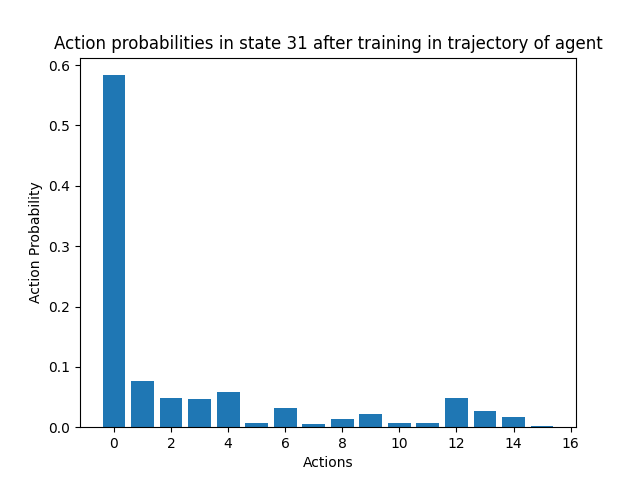 Action probabilities in state 31 after training in trajectory of agent
0.6
0.5
0.4
0.3
0.2
0.1
0.0
Action Probability
0 2 4 6 8 10 12 14 16
Actions